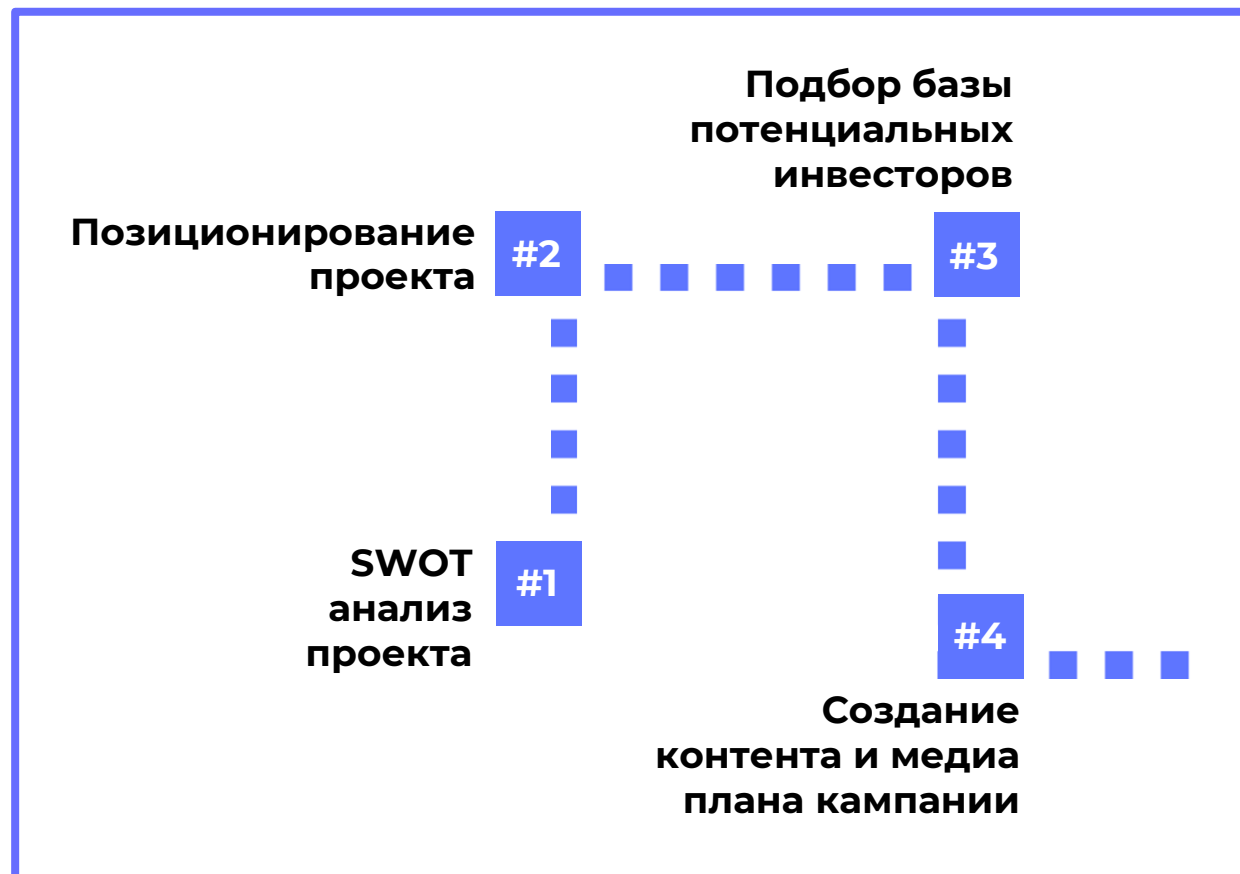 Подбор базы
потенциальных
инвесторов
Позиционирование
проекта
#2
#3
SWOT
анализ
проекта
#1
#4
Создание
контента и медиа
плана кампании